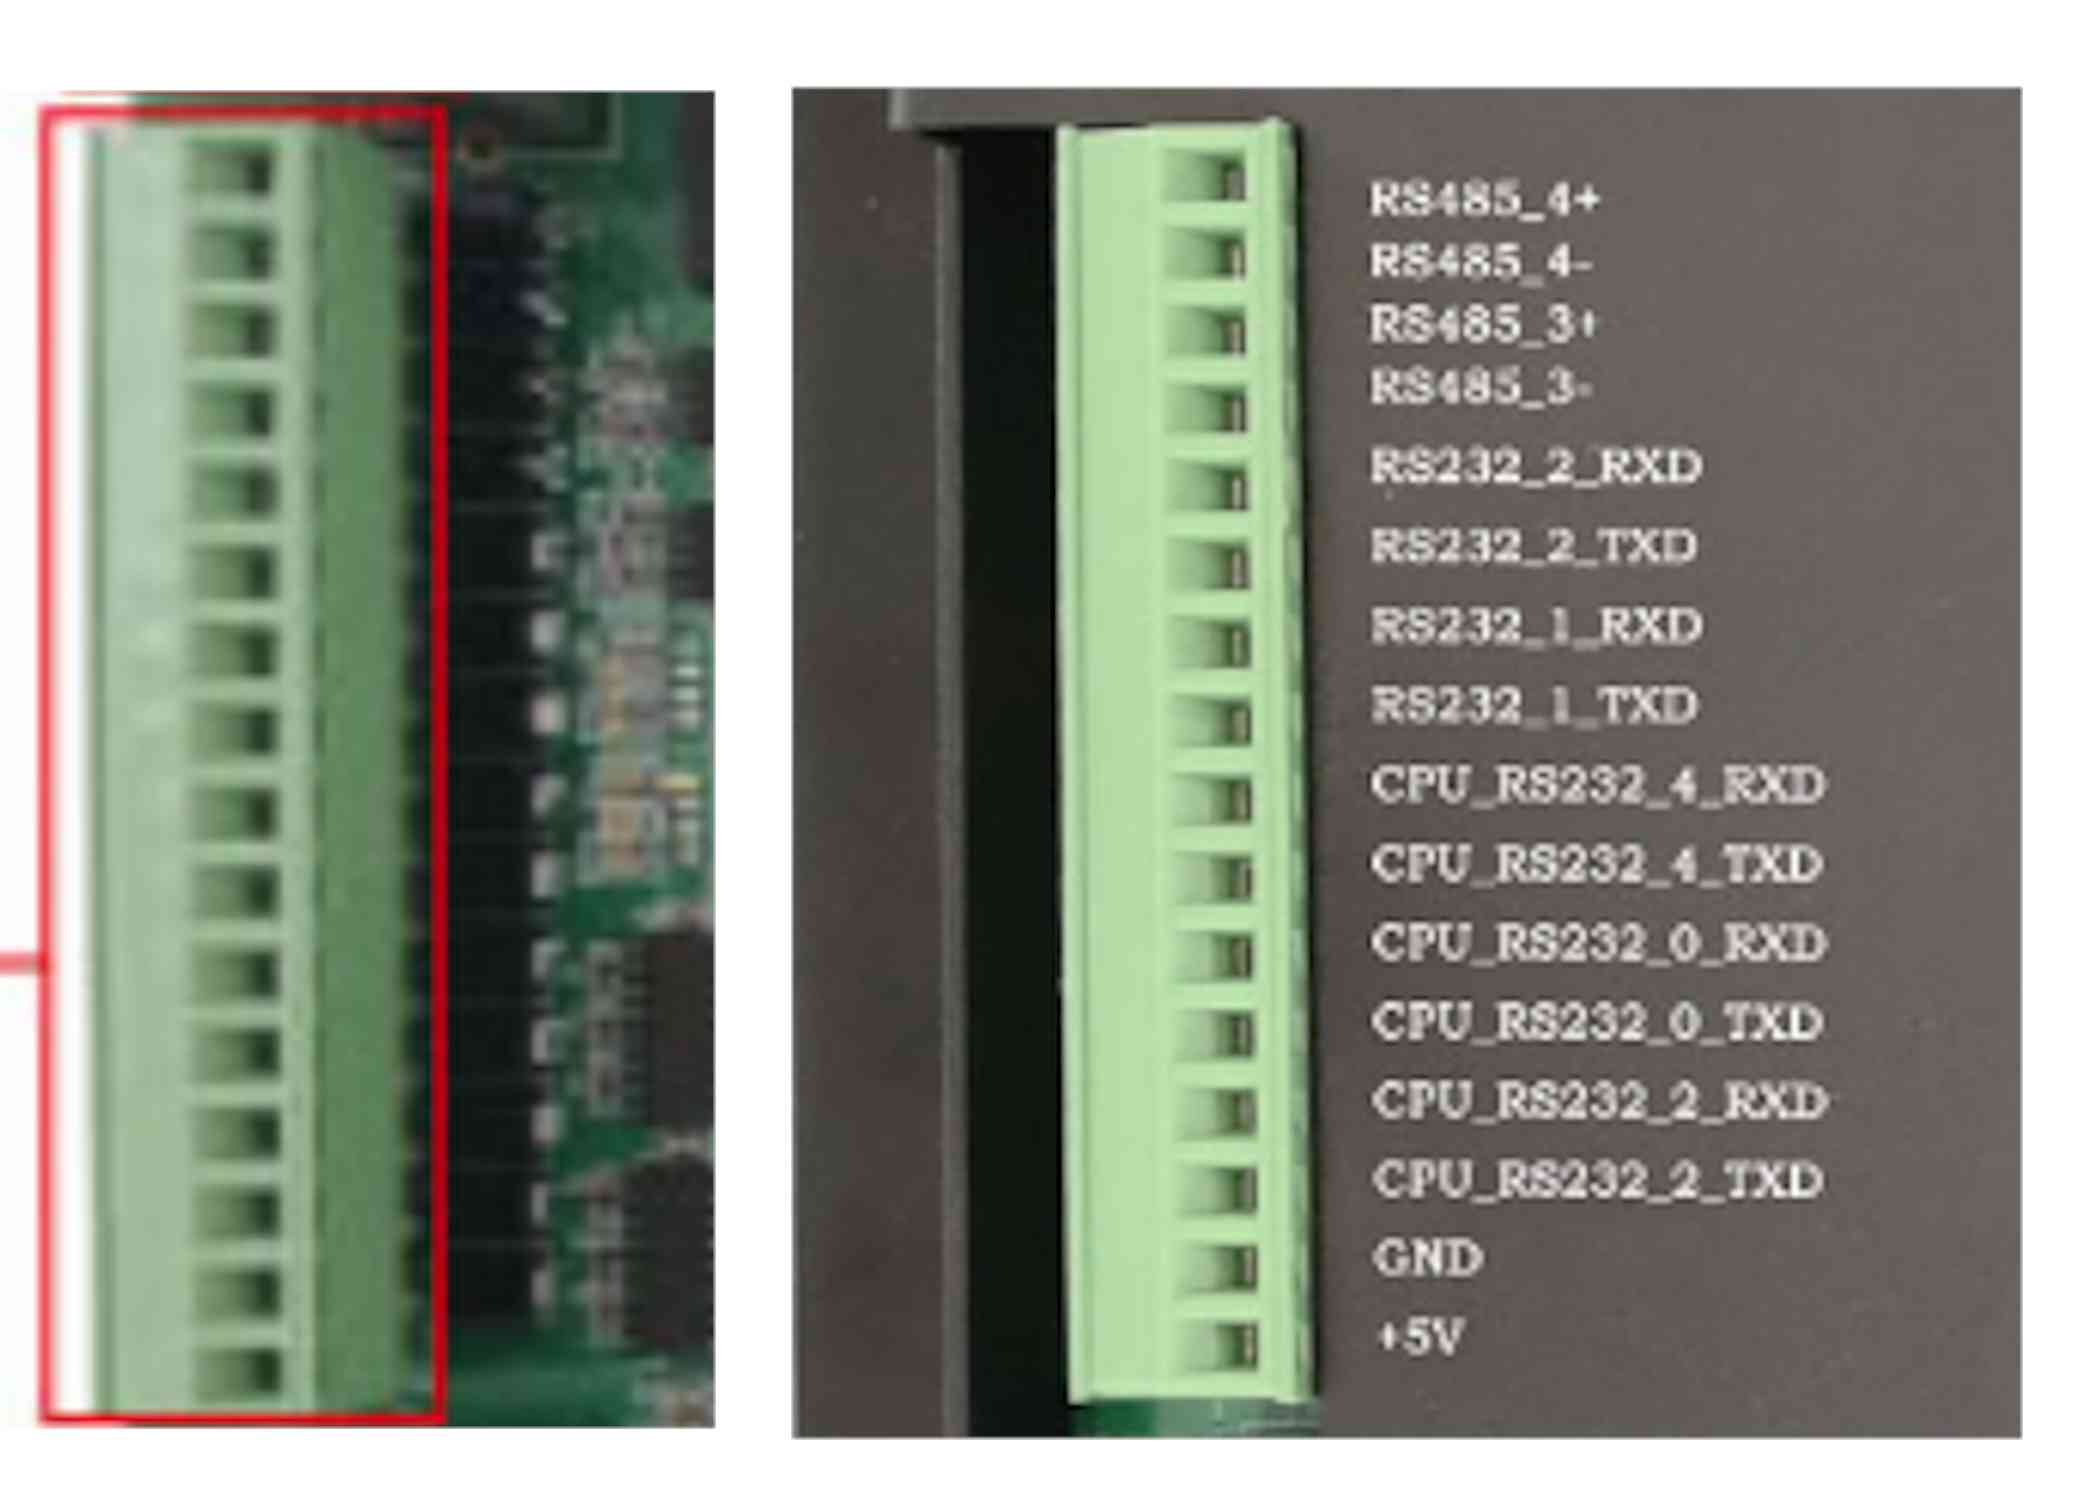 RS485_4+
RS485_4-
RS485_3+
RS485_3-
RS232_2_RXD
RS232_2_TXD
RS232_1_RXD
RS232_1_TXD
CPU_RS232_4_RXD
CPU_RS232_4_TXD
CPU_RS232_0_RXD
CPU_RS232_0_TXD
CPU_RS232_2_RXD
CPU_RS232_2_TXD
GND
+5V